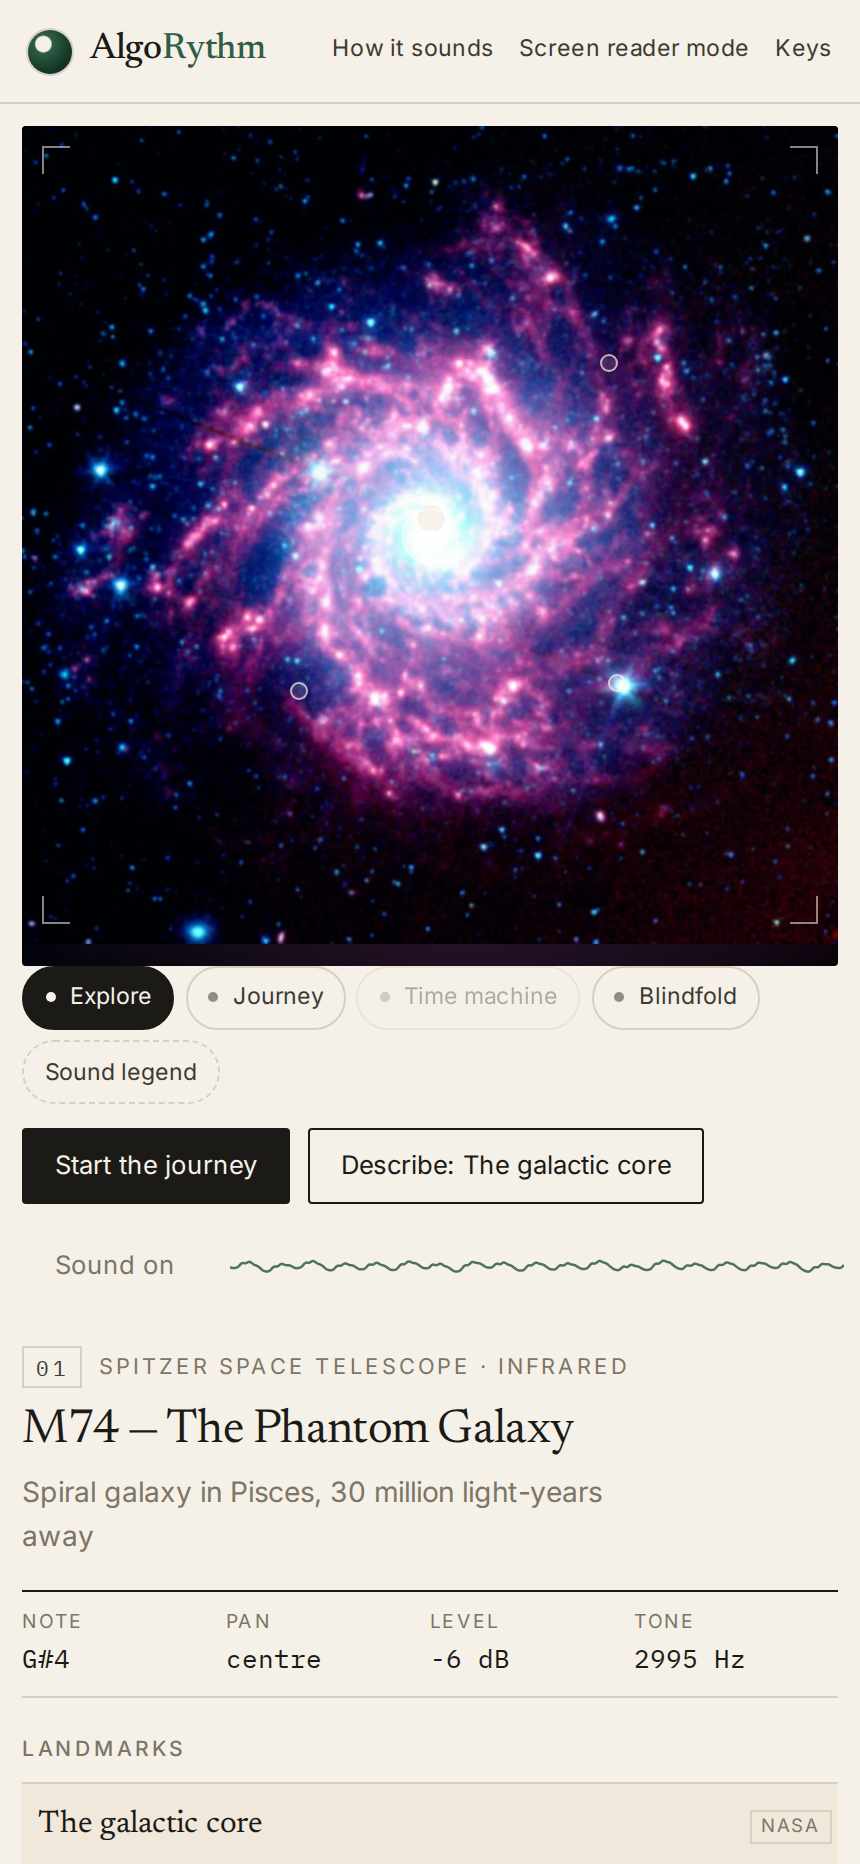 AlgoRythm
How it sounds Screen reader mode Keys
Explore Journey Time machine Blindfold
Sound legend
Start the journey Describe: The galactic core
Sound on
01 SPITZER SPACE TELESCOPE · INFRARED
M74 – The Phantom Galaxy
Spiral galaxy in Pisces, 30 million light-years
away
NOTE PAN LEVEL TONE
G#4 centre -6 dB 2995 Hz
LANDMARKS
The galactic core NASA